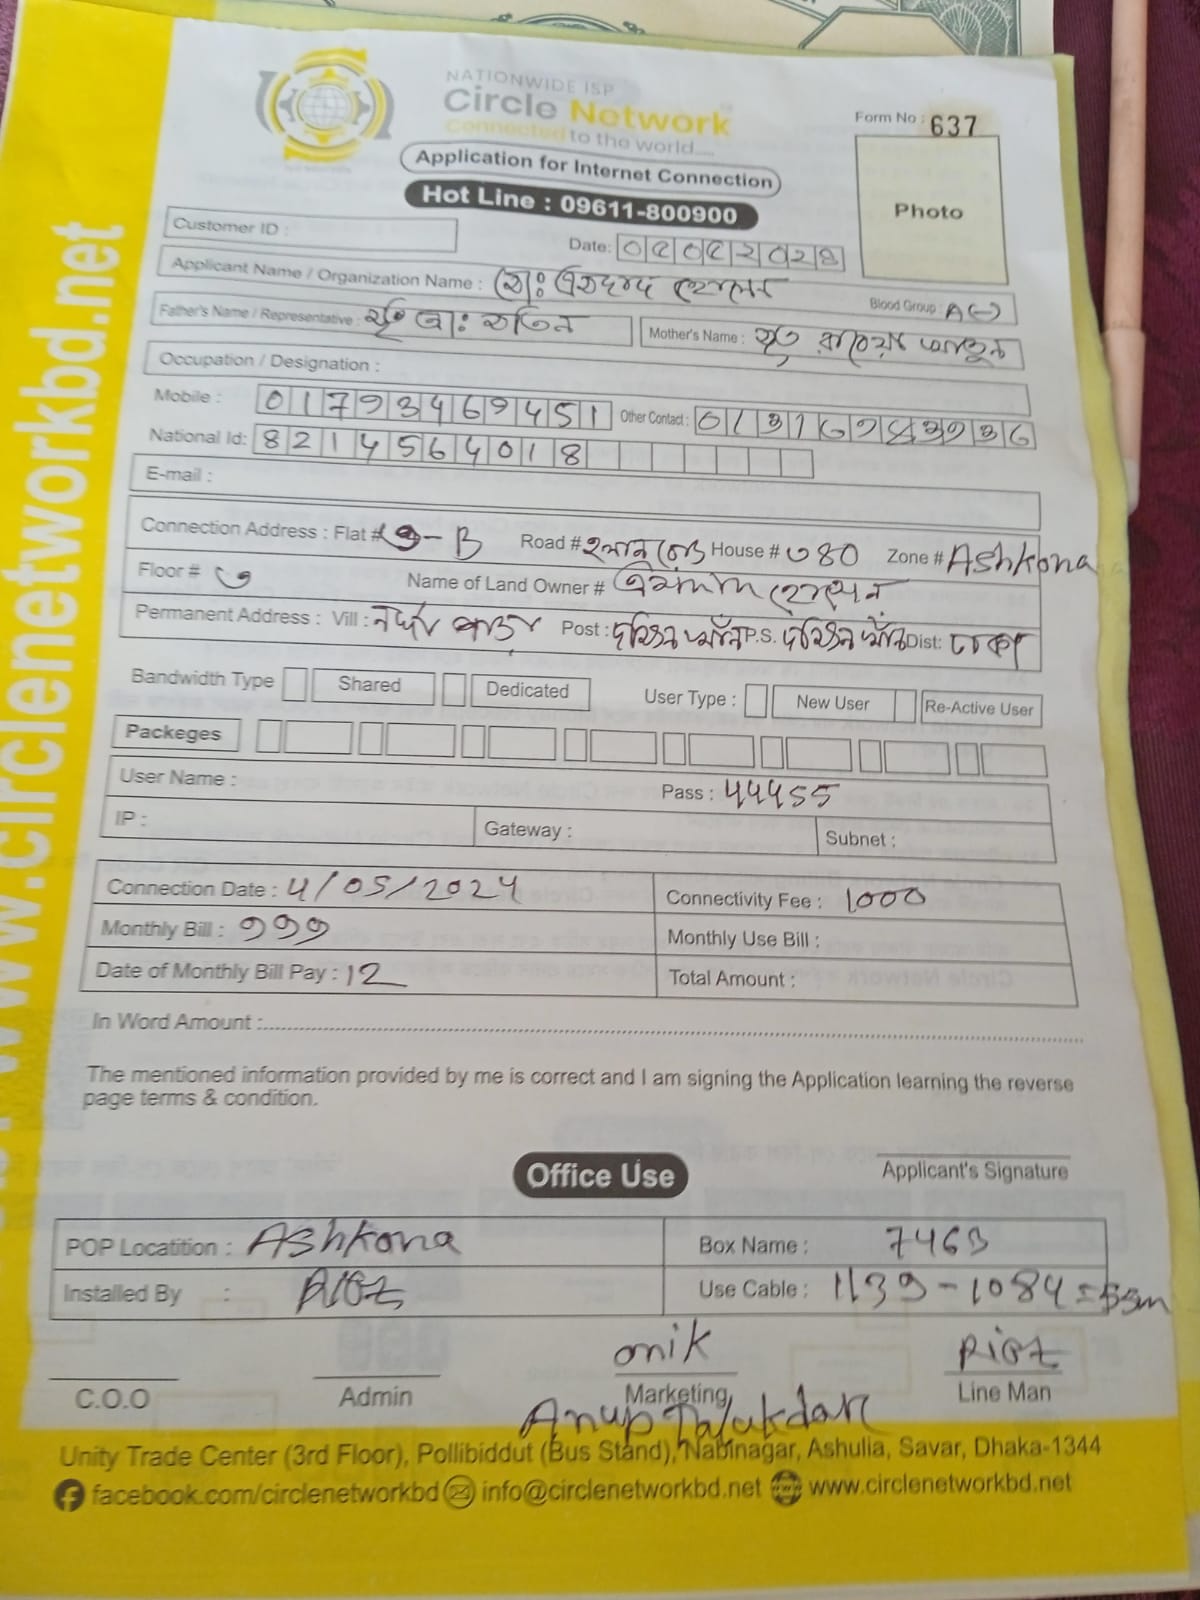 NATIONWIDE ISP
Circle Network
Connected to the world....
Application for Internet Connection
Hot Line : 09611-800900
Form No : 637
Photo
www.circlenetworkbd.net
Customer ID :
Date:
Applicant Name / Organization Name : মোঃ হোসেন
Blood Group :
Father's Name / Representative :
Mother's Name :
Occupation / Designation :
Mobile : 01793469451 Other Contact :
National Id: 8214564018
E-mail :
Connection Address : Flat # Road # House # ৩৪০ Zone # Ashkona
Floor # ৩ Name of Land Owner # হোসেন
Permanent Address : Vill : পাড়া Post : P.S. Dist: ঢাকা
Bandwidth Type Shared Dedicated User Type : New User Re-Active User
Packeges
User Name : Pass : 44455
IP : Gateway : Subnet :
Connection Date : 4/05/2024 Connectivity Fee : 1000
Monthly Bill : 999 Monthly Use Bill :
Date of Monthly Bill Pay : 12 Total Amount :
In Word Amount :
The mentioned information provided by me is correct and I am signing the Application learning the reverse
page terms & condition.
Applicant's Signature
Office Use
POP Locatition : Ashkona Box Name : 7463
Installed By : Use Cable : 1139-1084=55m
onik
C.O.O Admin Marketing Line Man
Anup Talukdar
Unity Trade Center (3rd Floor), Pollibiddut (Bus Stand), Nabinagar, Ashulia, Savar, Dhaka-1344
facebook.com/circlenetworkbd info@circlenetworkbd.net www.circlenetworkbd.net